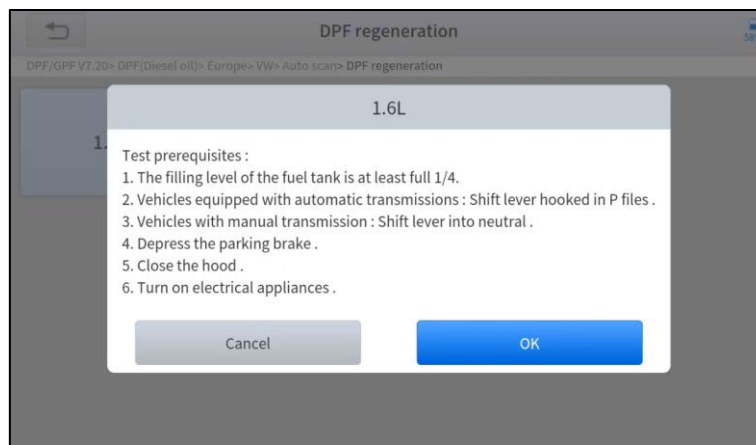 DPF regeneration
58%
DPF/GPF V7.20> DPF(Diesel oil)> Europe> VW> Auto scan> DPF regeneration
1.6L
1.
Test prerequisites :
1. The filling level of the fuel tank is at least full 1/4.
2. Vehicles equipped with automatic transmissions : Shift lever hooked in P files .
3. Vehicles with manual transmission : Shift lever into neutral .
4. Depress the parking brake .
5. Close the hood .
6. Turn on electrical appliances .
Cancel
OK